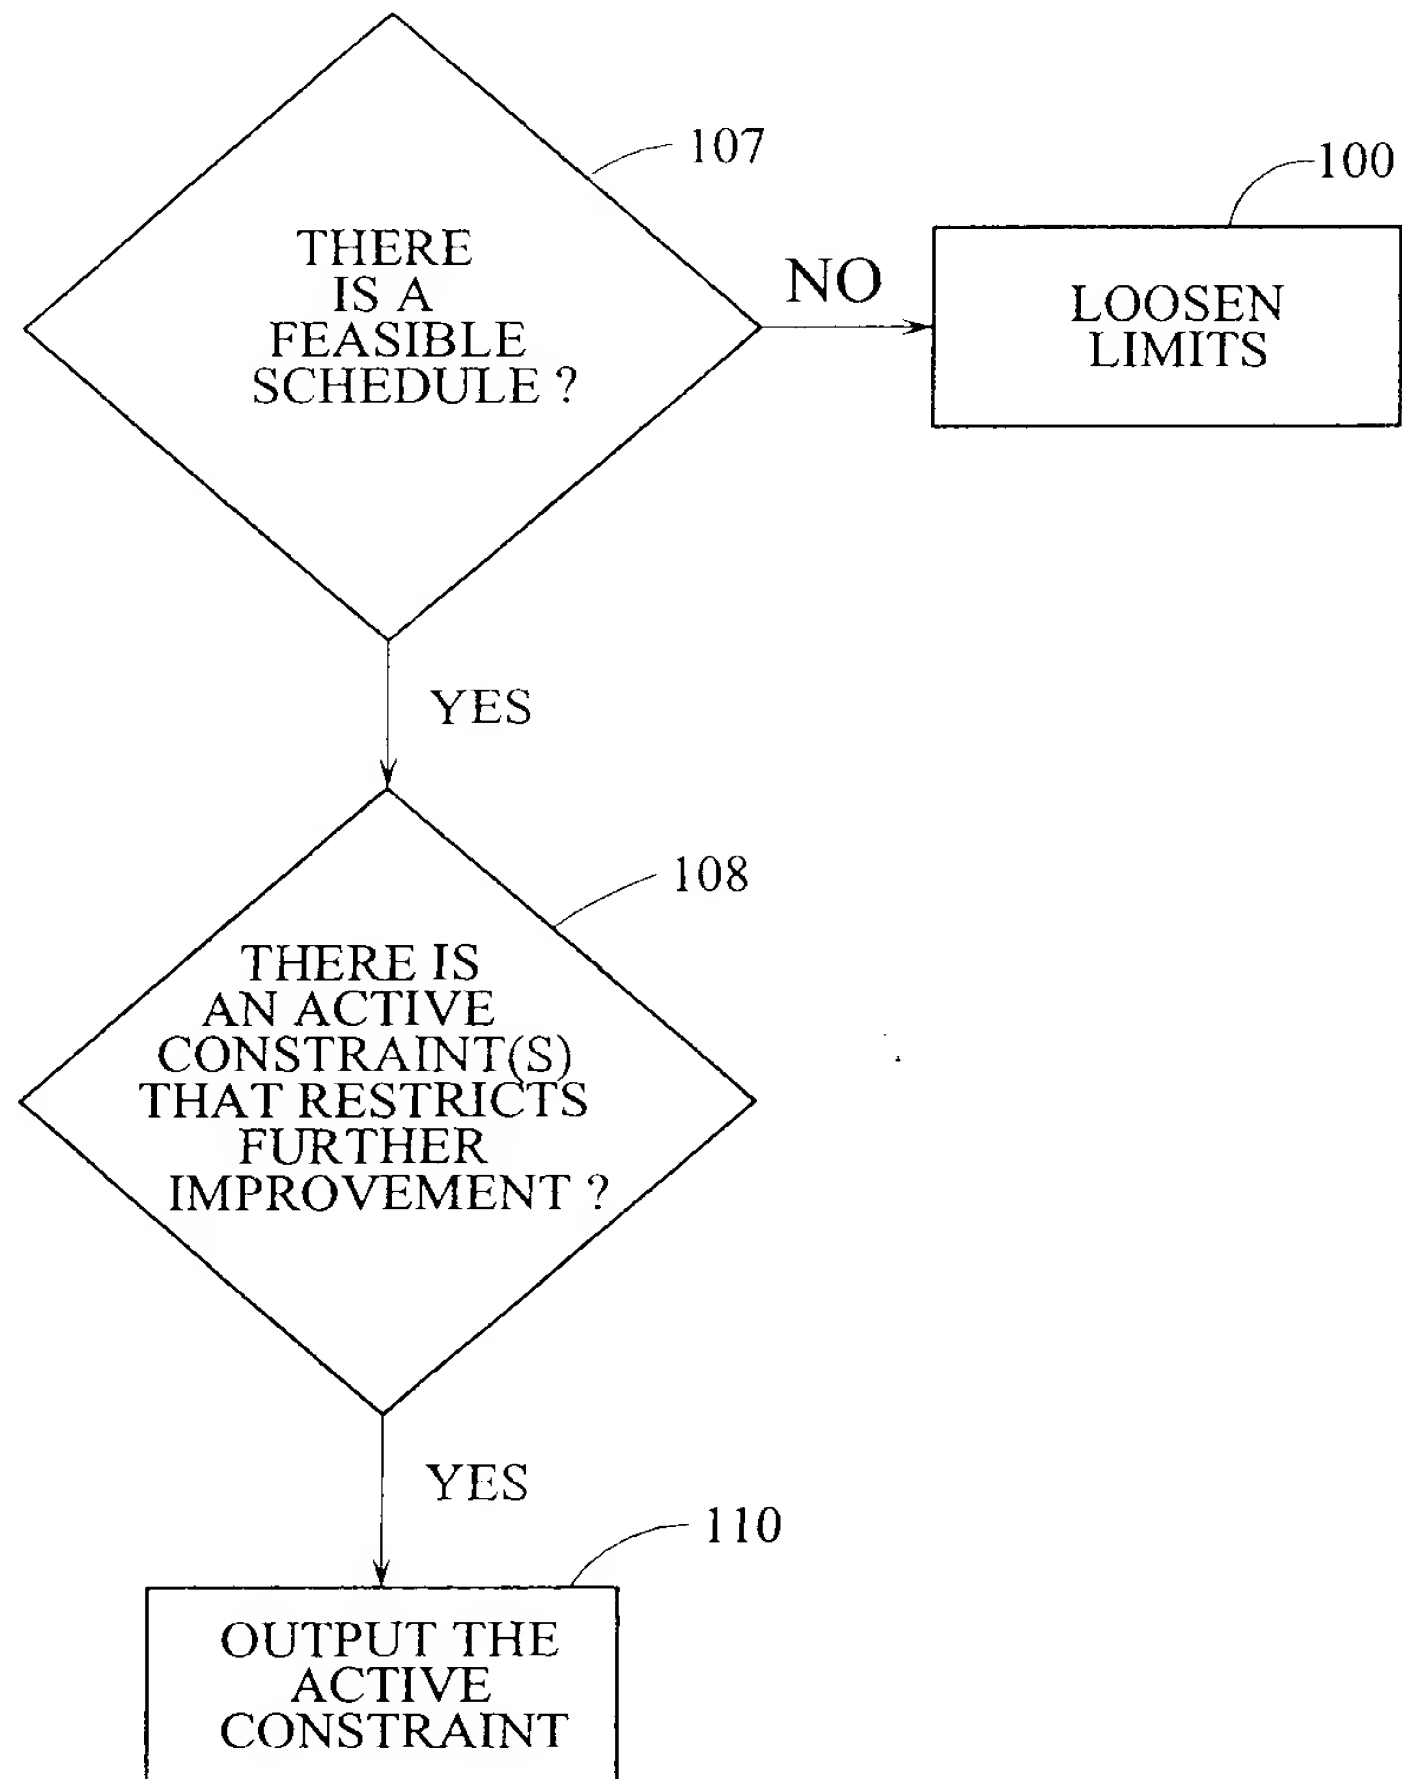 107
100
THERE
IS A
FEASIBLE
SCHEDULE ?
NO
LOOSEN
LIMITS
YES
108
THERE IS
AN ACTIVE
CONSTRAINT(S)
THAT RESTRICTS
FURTHER
IMPROVEMENT ?
YES
110
OUTPUT THE
ACTIVE
CONSTRAINT